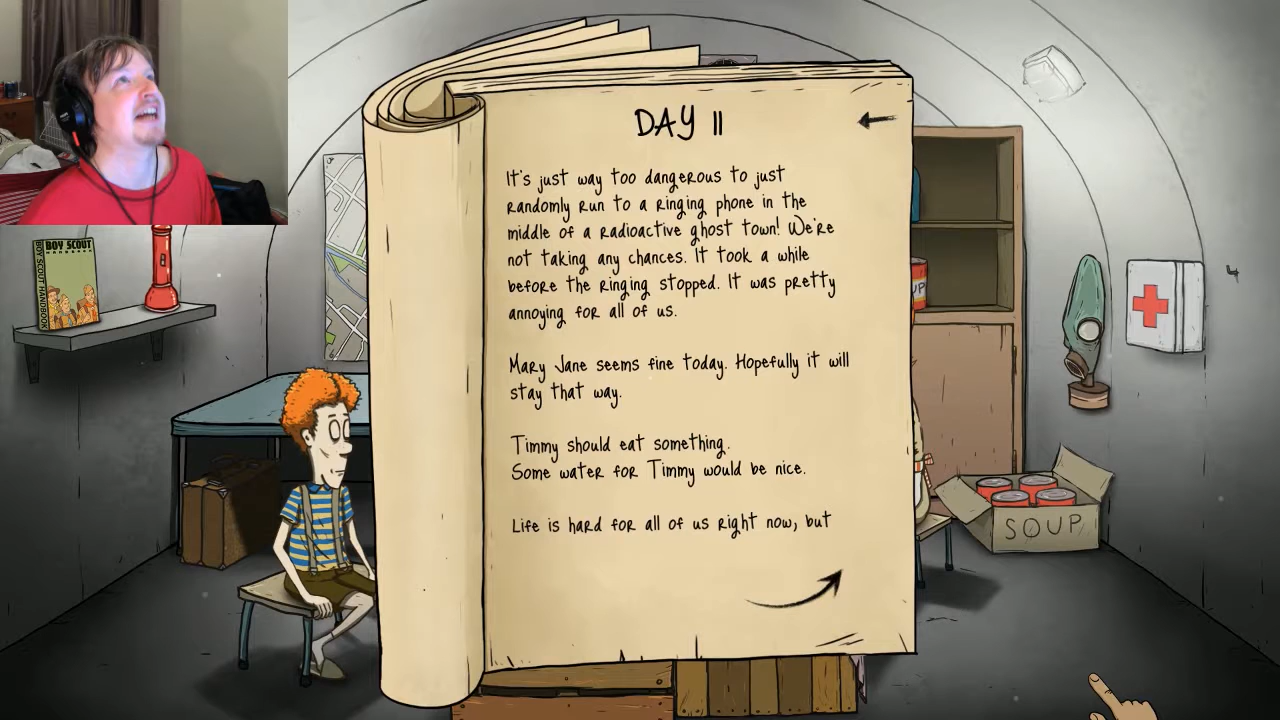 DAY 11
It's just way too dangerous to just
randomly run to a ringing phone in the
middle of a radioactive ghost town! We're
not taking any chances. It took a while
before the ringing stopped. It was pretty
annoying for all of us.
Mary Jane seems fine today. Hopefully it will
stay that way.
Timmy should eat something.
Some water for Timmy would be nice.
Life is hard for all of us right now, but
BOY SCOUT
HANDBOOK
BOY SCOUT HANDBOOK
UP
SOUP